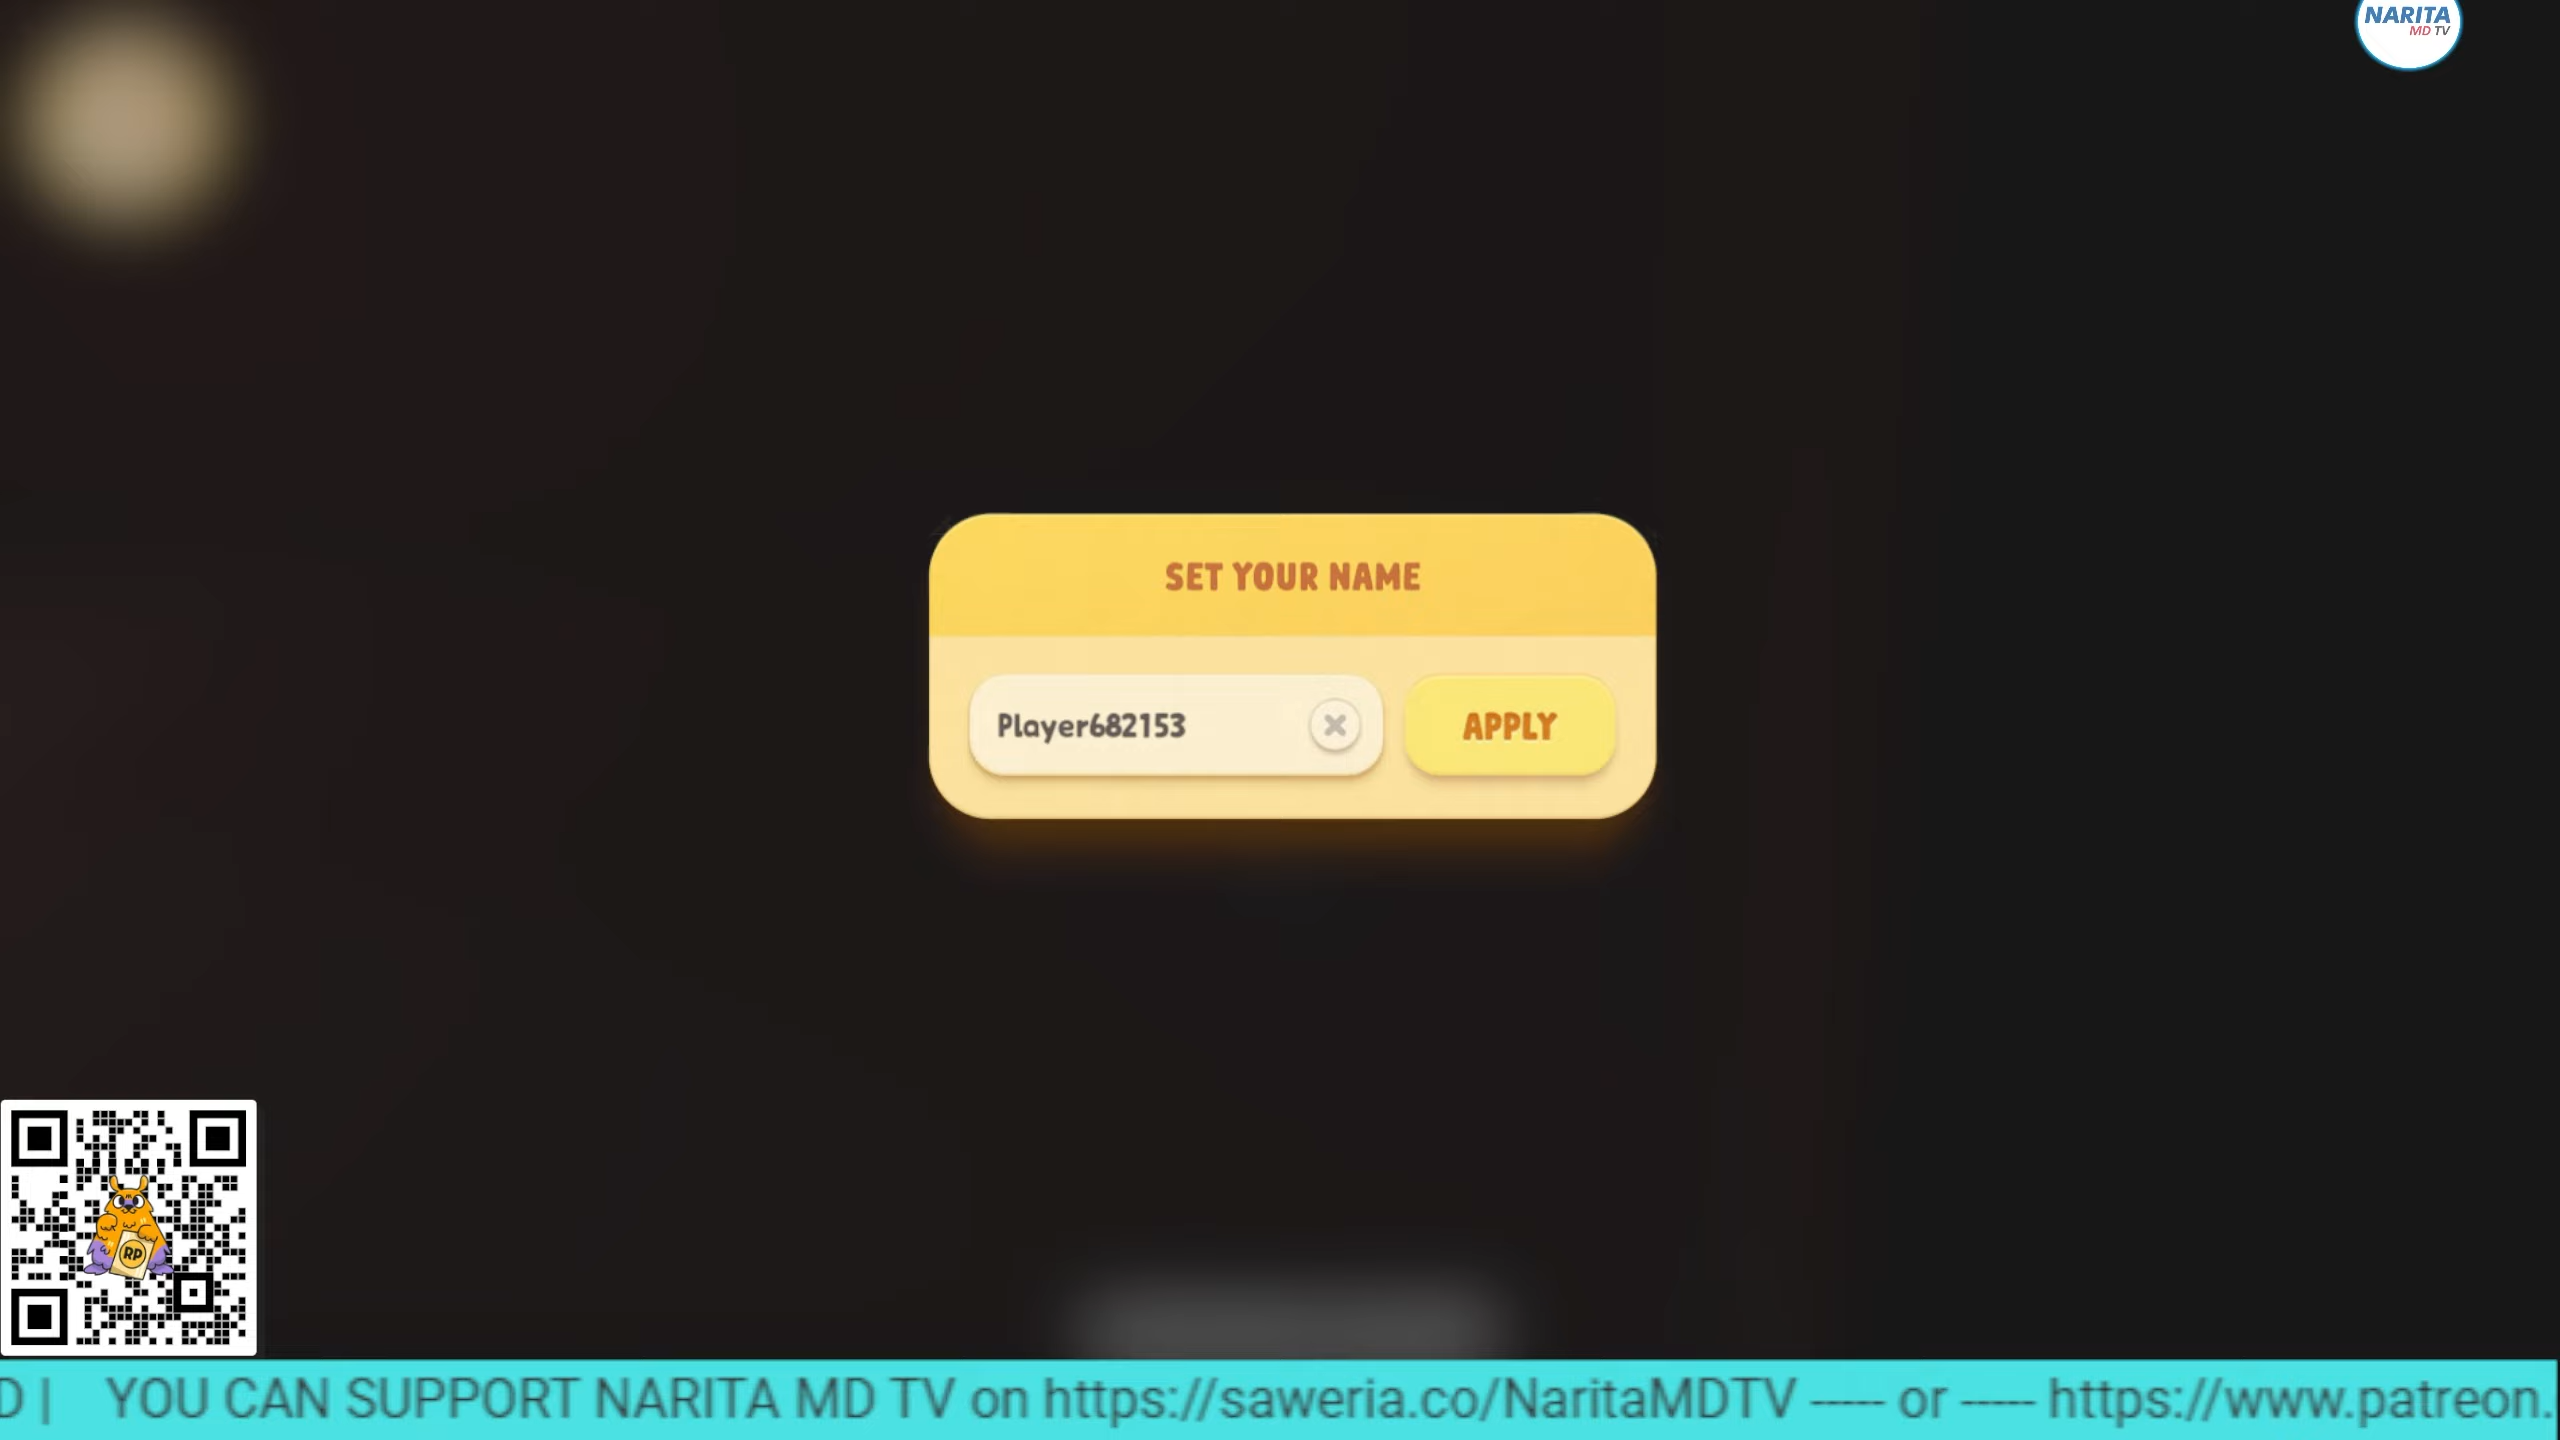 NARITA
MD TV
SET YOUR NAME
Player682153
APPLY
RP
D | YOU CAN SUPPORT NARITA MD TV on https://saweria.co/NaritaMDTV ----- or ----- https://www.patreon.